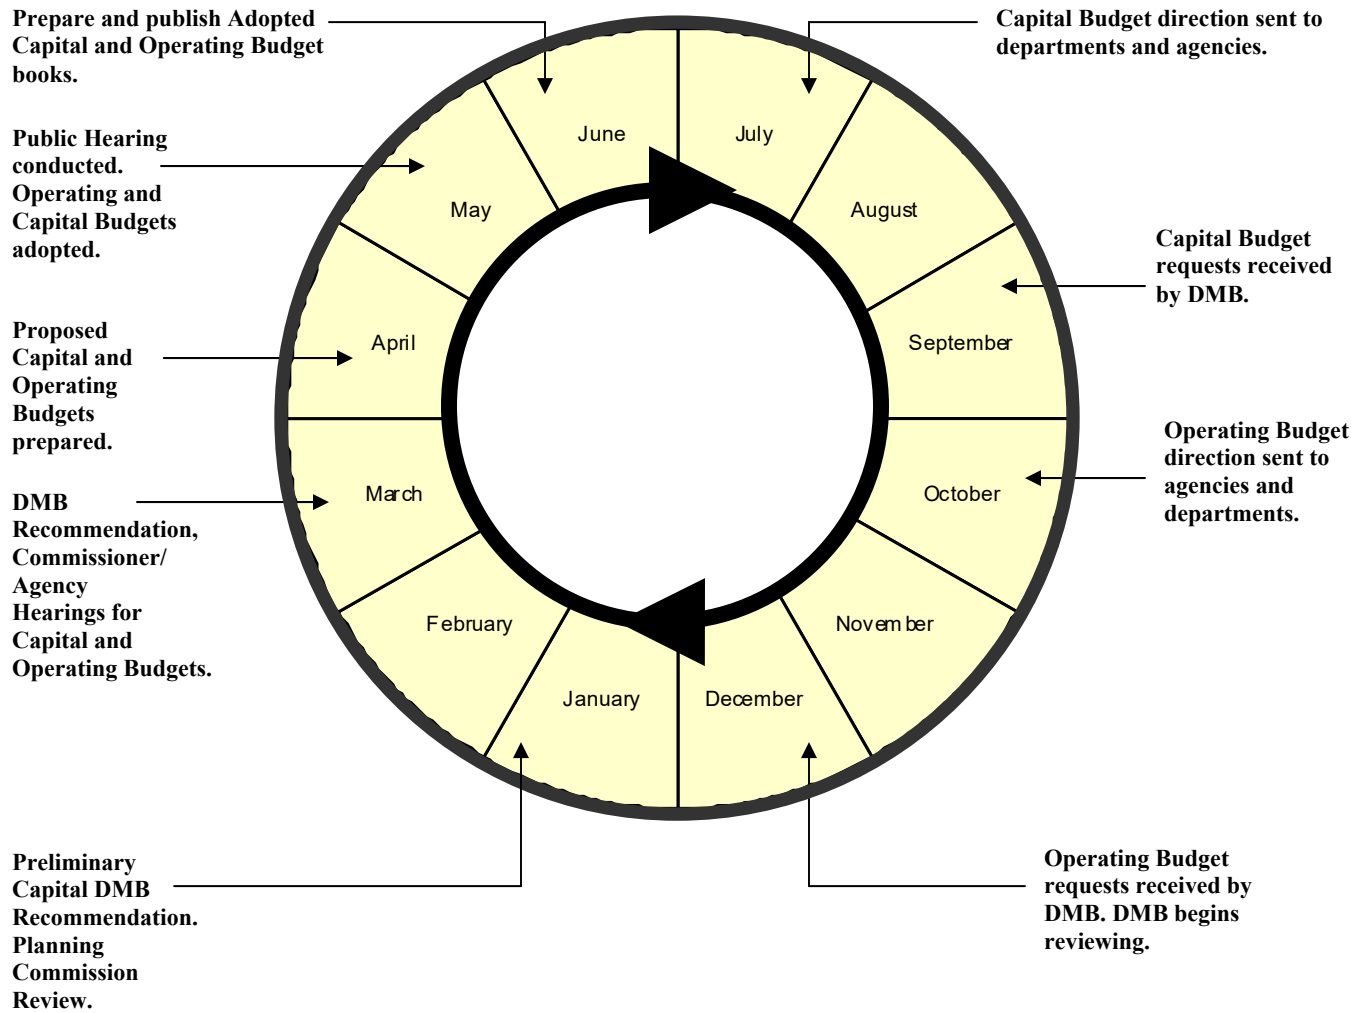 Prepare and publish Adopted
Capital and Operating Budget
books.
Capital Budget direction sent to
departments and agencies.
Public Hearing
conducted.
Operating and
Capital Budgets
adopted.
June
July
May
August
Capital Budget
requests received
by DMB.
Proposed
Capital and
Operating
Budgets
prepared.
April
September
Operating Budget
direction sent to
agencies and
departments.
DMB
Recommendation,
Commissioner/
Agency
Hearings for
Capital and
Operating Budgets.
March
October
February
November
January
December
Preliminary
Capital DMB
Recommendation.
Planning
Commission
Review.
Operating Budget
requests received by
DMB. DMB begins
reviewing.